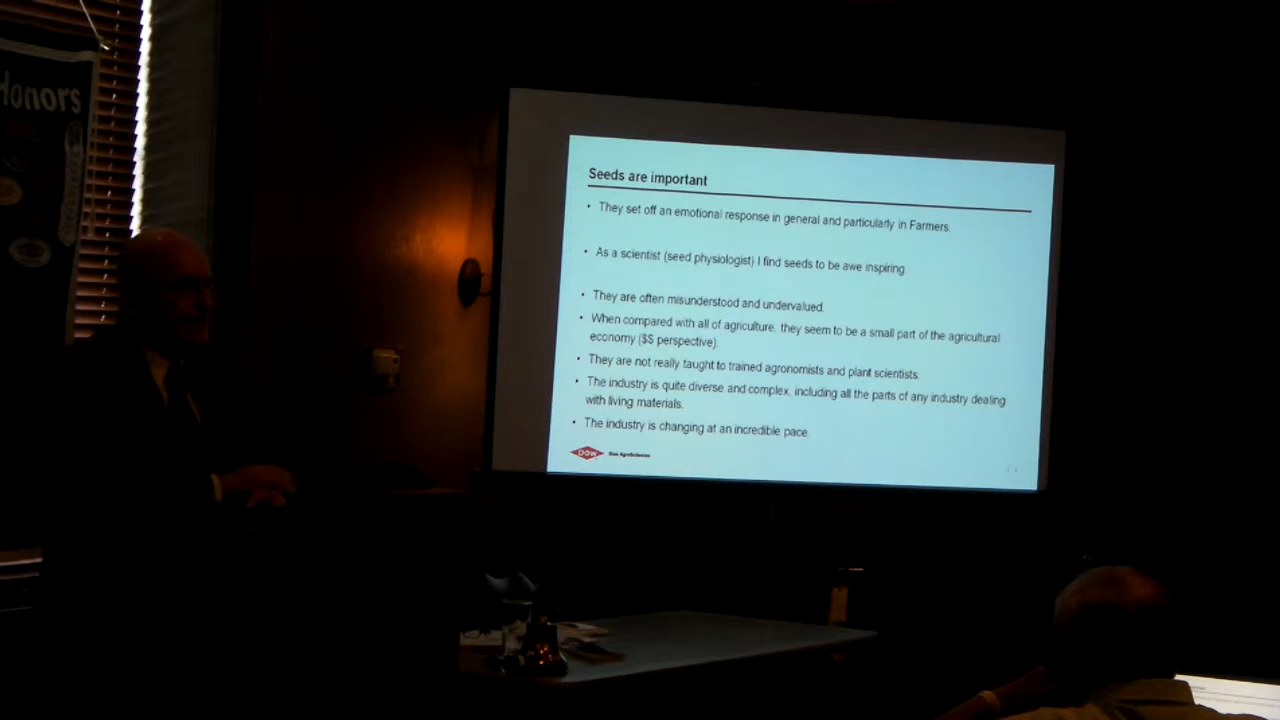 Honors
Seeds are important
• They set off an emotional response in general and particularly in Farmers.
• As a scientist (seed physiologist) I find seeds to be awe inspiring.
• They are often misunderstood and undervalued.
• When compared with all of agriculture, they seem to be a small part of the agricultural
economy ($$ perspective).
• They are not really taught to trained agronomists and plant scientists.
• The industry is quite diverse and complex, including all the parts of any industry dealing
with living materials.
• The industry is changing at an incredible pace.
DOW Dow AgroSciences